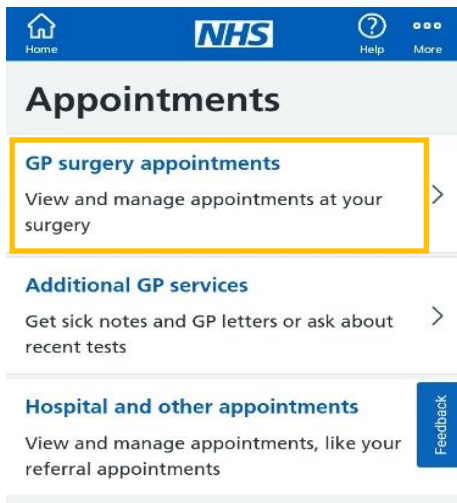 NHS
Home
Help
More
Appointments
GP surgery appointments
View and manage appointments at your
surgery
Additional GP services
Get sick notes and GP letters or ask about
recent tests
Hospital and other appointments
View and manage appointments, like your
referral appointments
Feedback